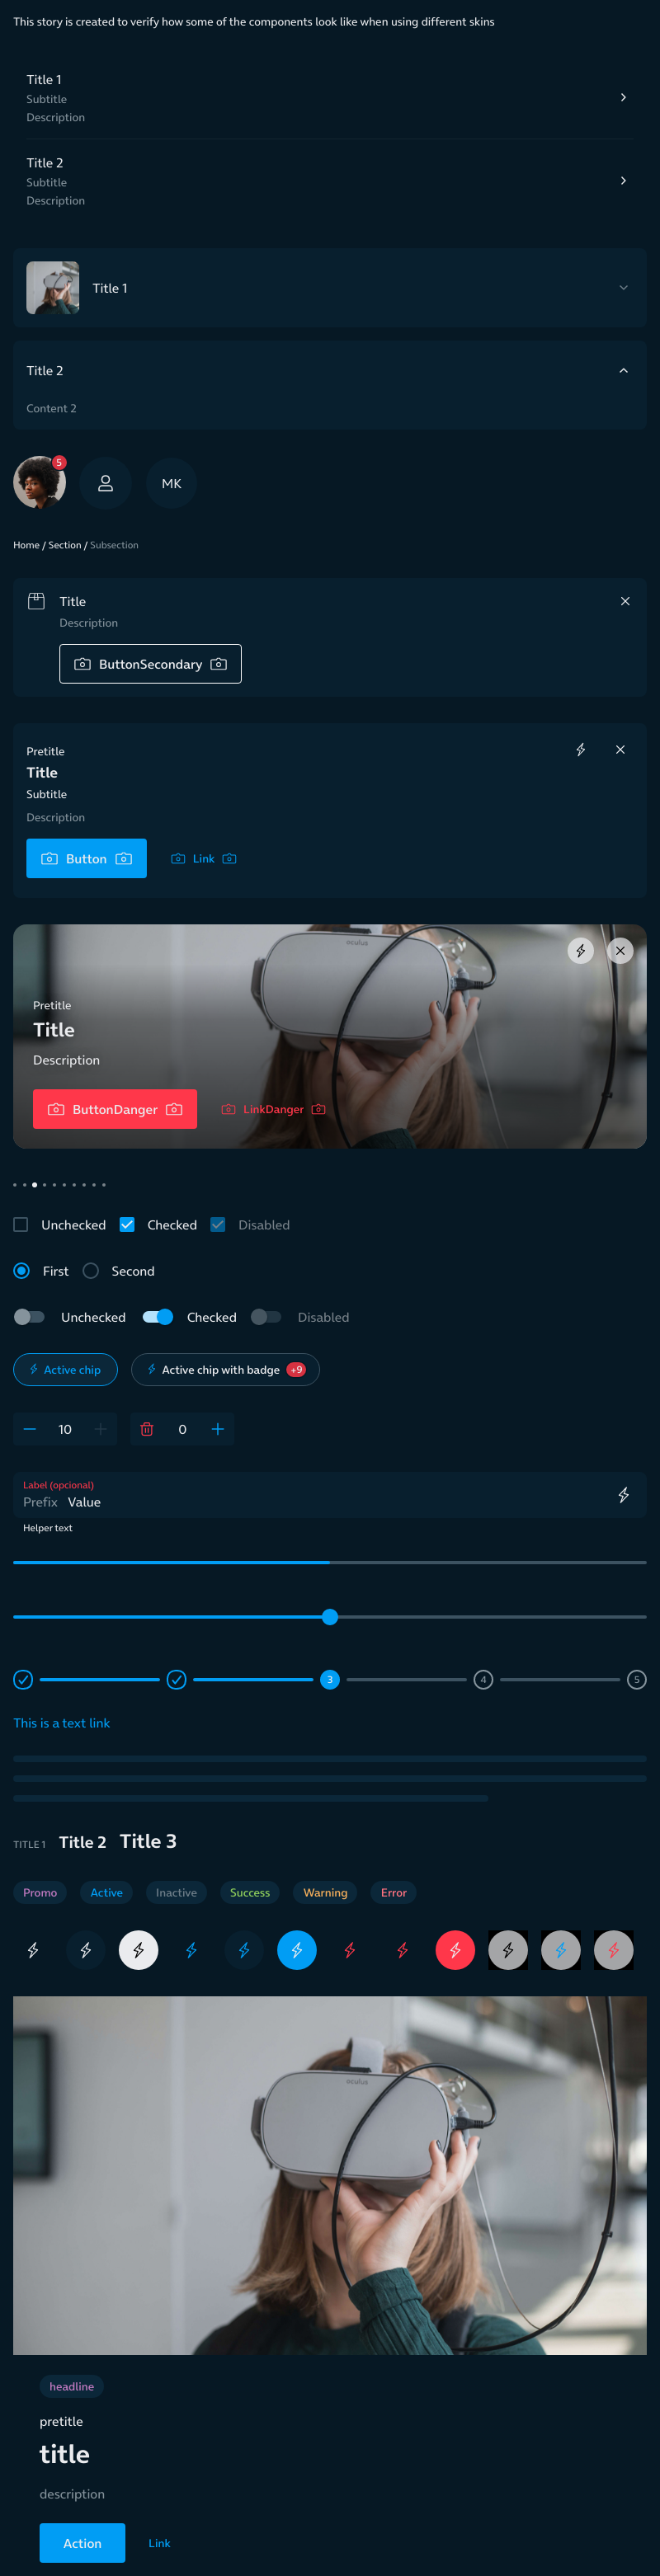 This story is created to verify how some of the components look like when using different skins
Title 1
Subtitle
Description
Title 2
Subtitle
Description
Title 1
Title 2
Content 2
5
MK
Home / Section / Subsection
Title
Description
ButtonSecondary
Pretitle
Title
Subtitle
Description
Button Link
oculus
Pretitle
Title
Description
ButtonDanger LinkDanger
Unchecked Checked Disabled
First Second
Unchecked Checked Disabled
Active chip Active chip with badge +9
10 0
Label (opcional)
Prefix Value
Helper text
3 4 5
This is a text link
TITLE 1 Title 2 Title 3
Promo Active Inactive Success Warning Error
oculus
headline
pretitle
title
description
Action Link